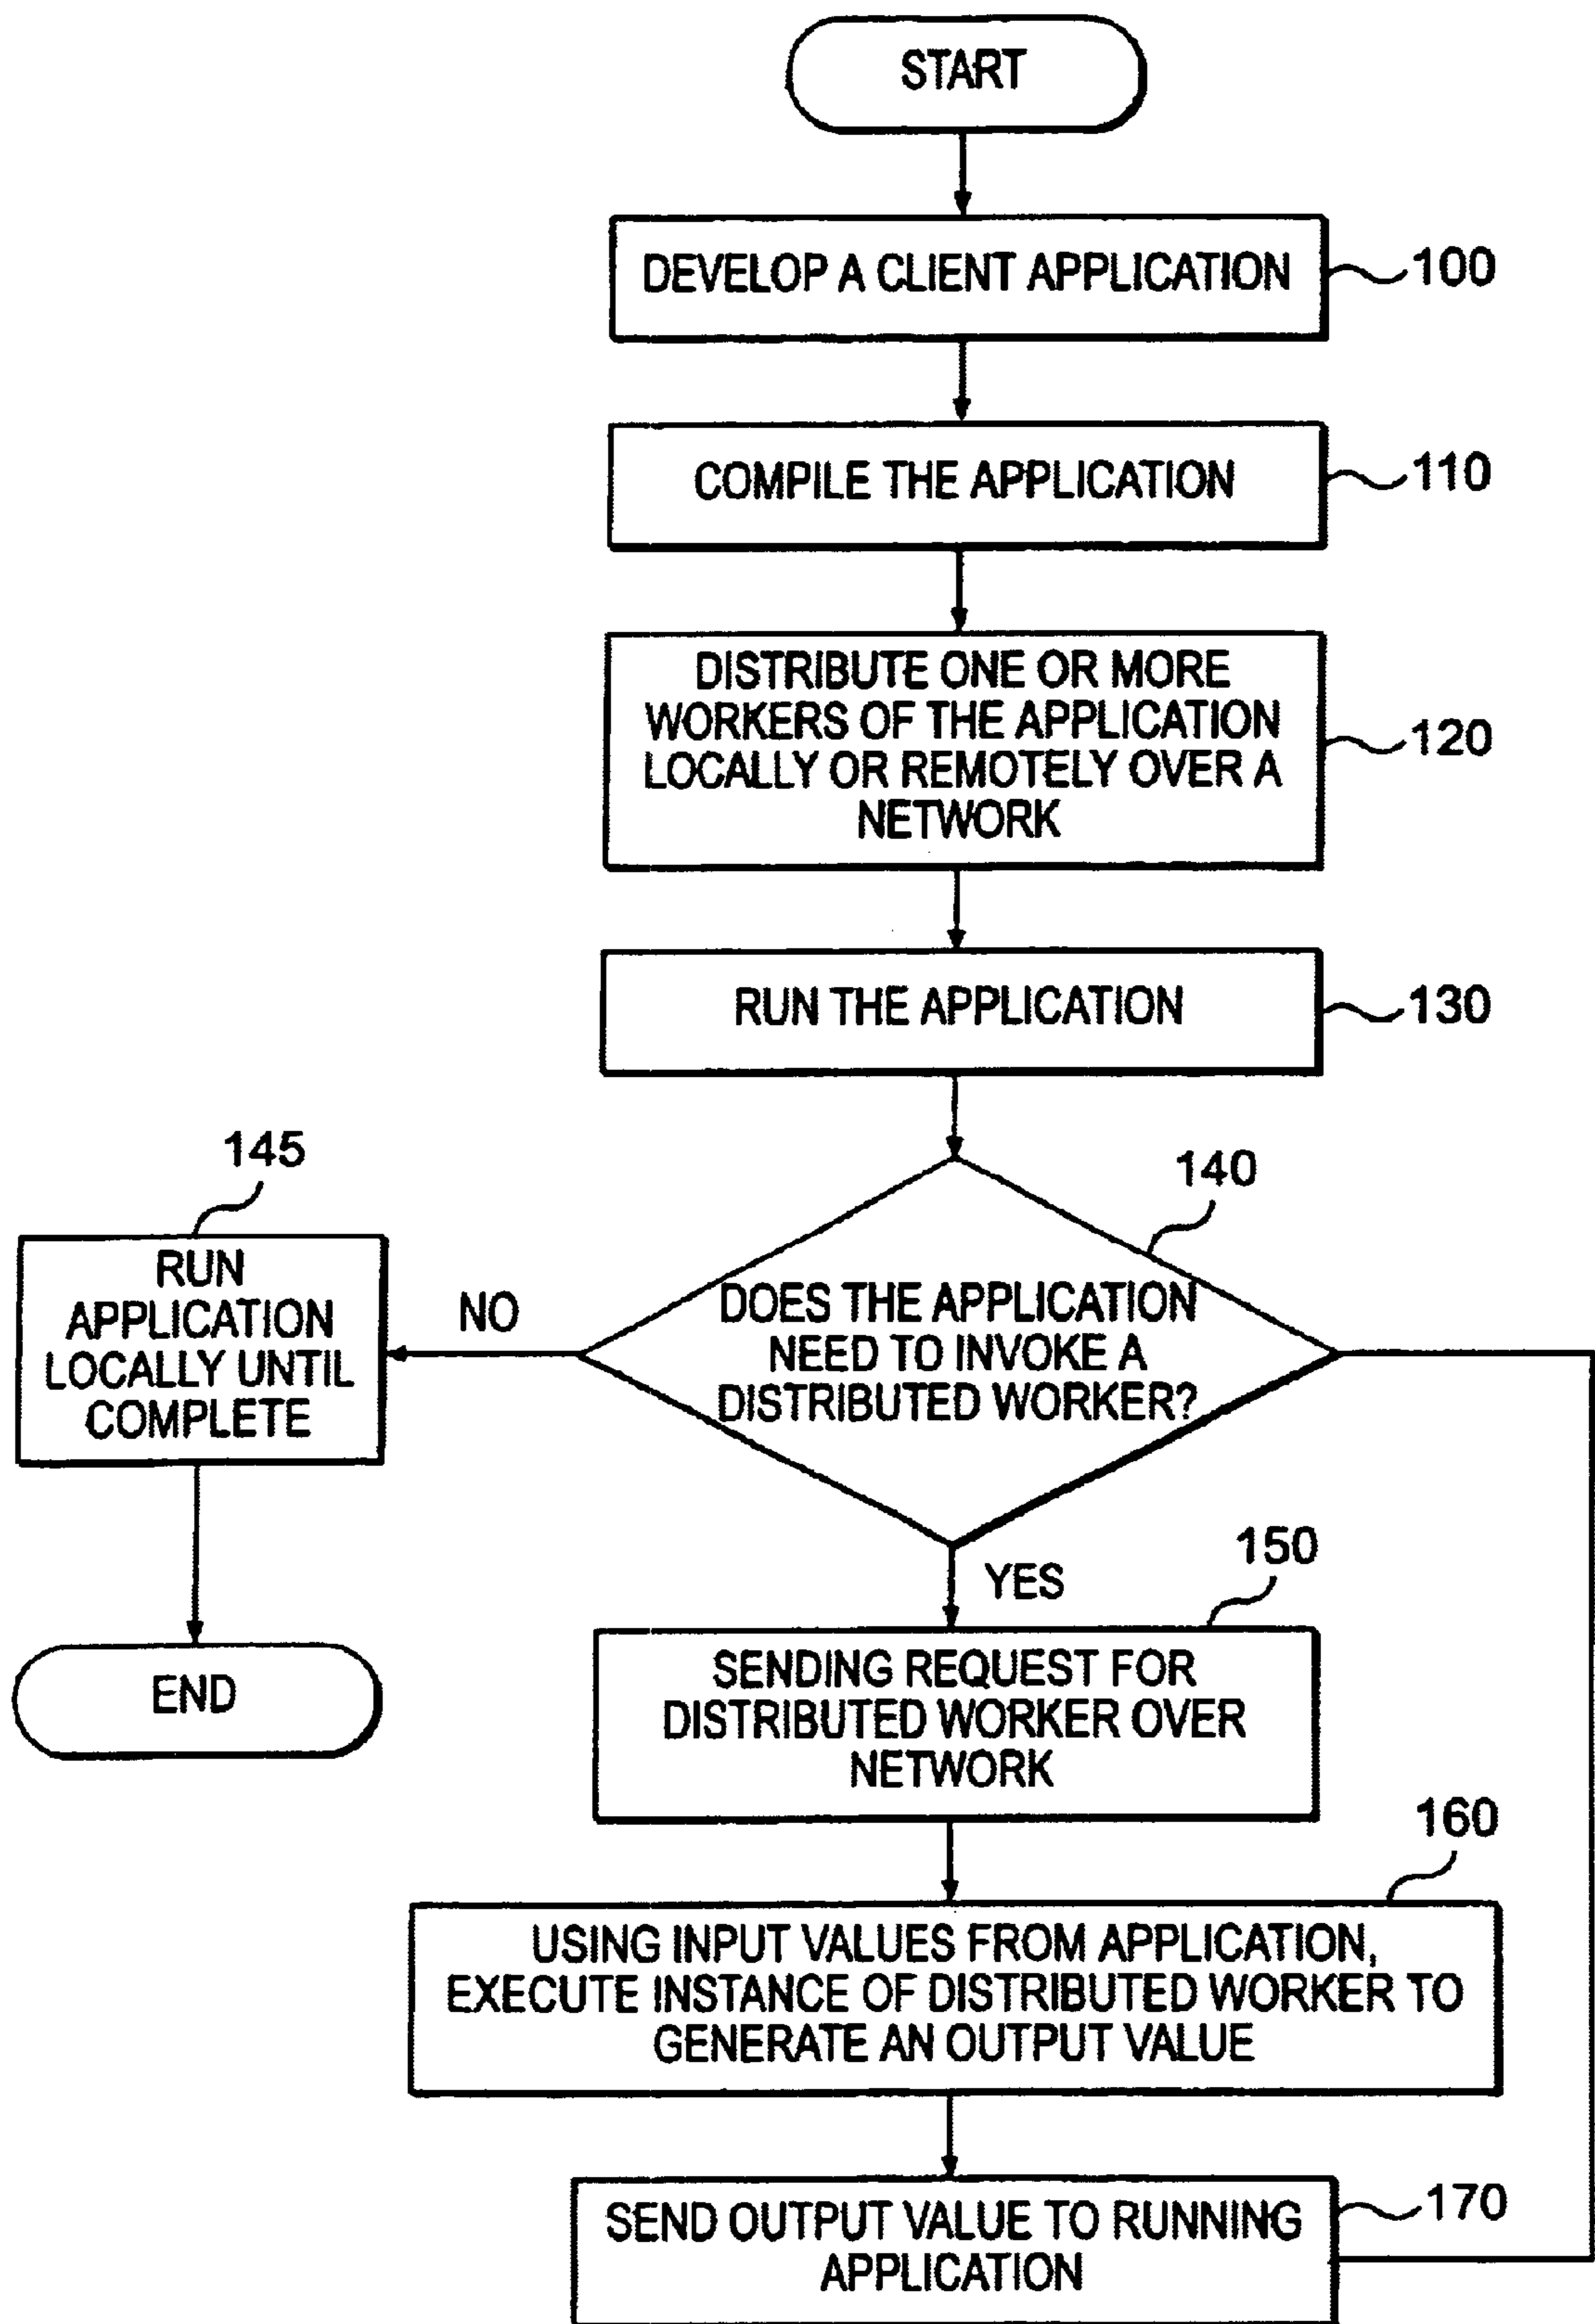 START
DEVELOP A CLIENT APPLICATION
100
COMPILE THE APPLICATION
110
DISTRIBUTE ONE OR MORE
WORKERS OF THE APPLICATION
LOCALLY OR REMOTELY OVER A
NETWORK
120
RUN THE APPLICATION
130
145
140
RUN
APPLICATION
LOCALLY UNTIL
COMPLETE
NO
DOES THE APPLICATION
NEED TO INVOKE A
DISTRIBUTED WORKER?
YES
150
END
SENDING REQUEST FOR
DISTRIBUTED WORKER OVER
NETWORK
160
USING INPUT VALUES FROM APPLICATION,
EXECUTE INSTANCE OF DISTRIBUTED WORKER TO
GENERATE AN OUTPUT VALUE
SEND OUTPUT VALUE TO RUNNING
APPLICATION
170